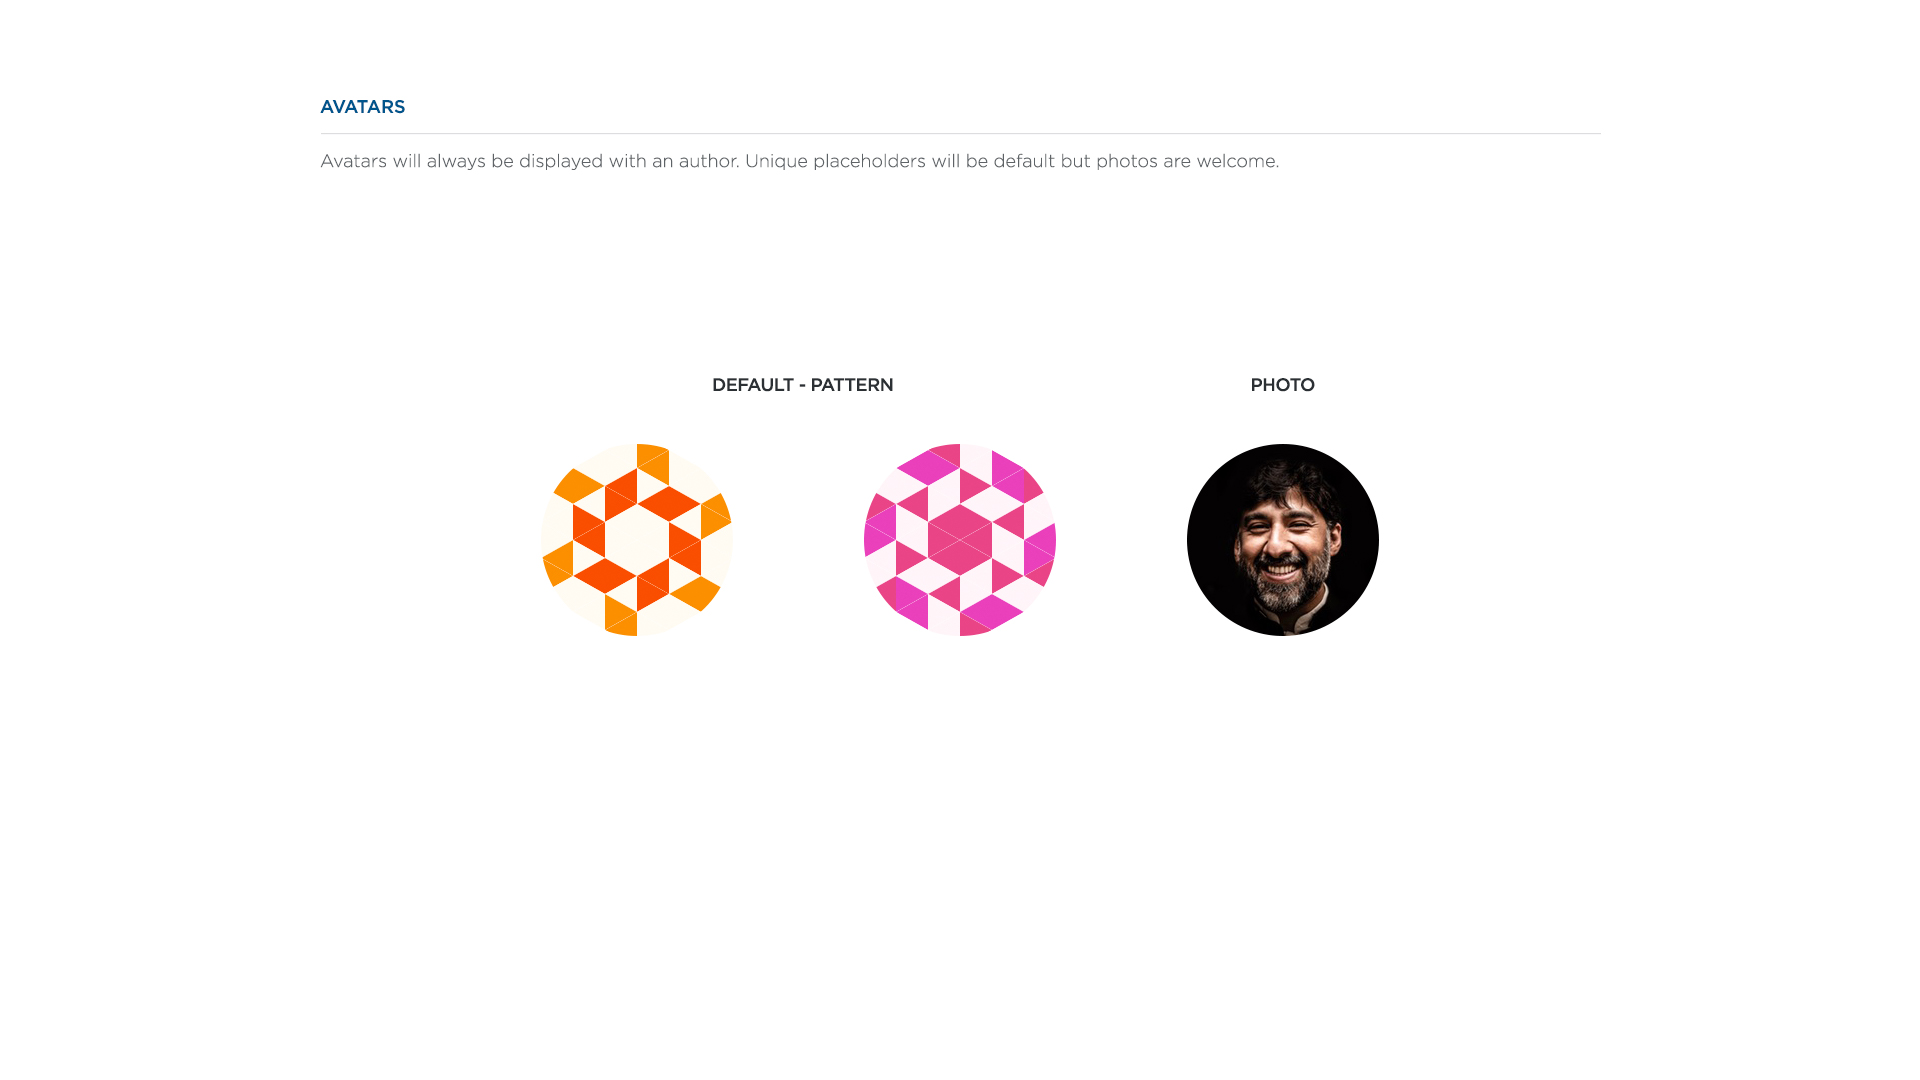 AVATARS
Avatars will always be displayed with an author. Unique placeholders will be default but photos are welcome.
DEFAULT - PATTERN
PHOTO